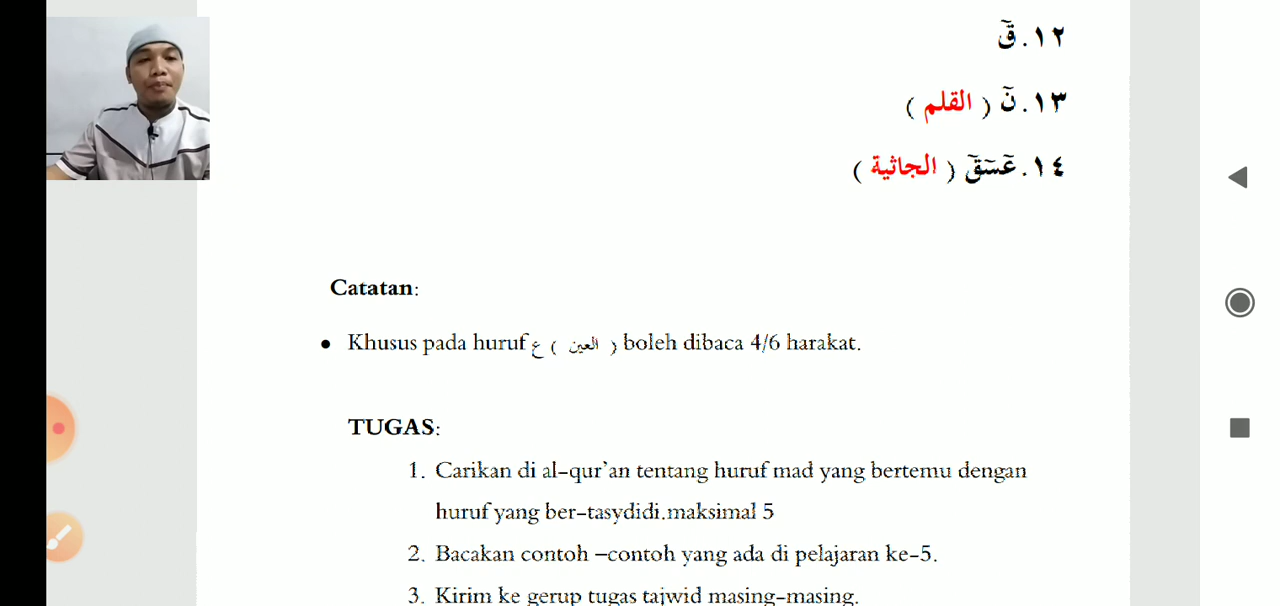 ١٢. قٓ
١٣. نٓ ( القلم )
١٤. عٓسٓقٓ ( الجاثية )
Catatan:
• Khusus pada huruf ع ( العين ) boleh dibaca 4/6 harakat.
TUGAS:
1. Carikan di al-qur’an tentang huruf mad yang bertemu dengan
huruf yang ber-tasydidi.maksimal 5
2. Bacakan contoh –contoh yang ada di pelajaran ke-5.
3. Kirim ke gerup tugas tajwid masing-masing.